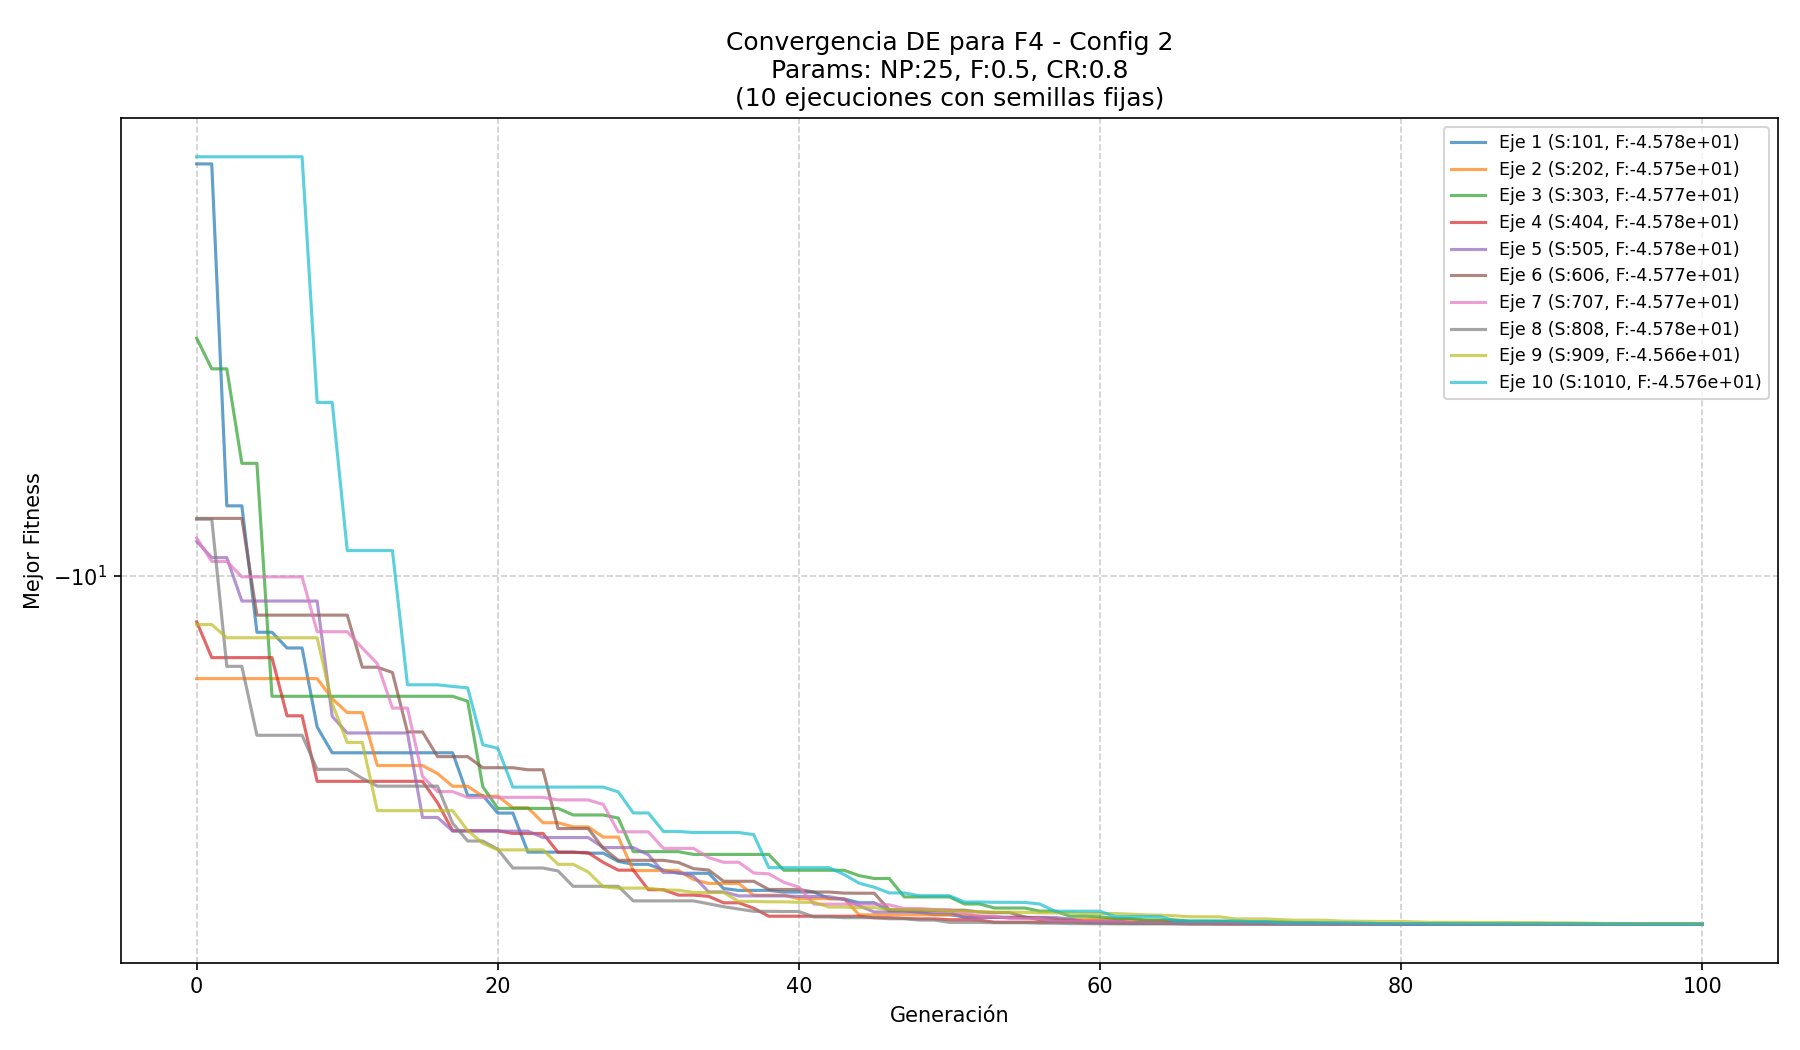 Convergencia DE para F4 - Config 2
Params: NP:25, F:0.5, CR:0.8
(10 ejecuciones con semillas fijas)
Eje 1 (S:101, F:-4.578e+01)
Eje 2 (S:202, F:-4.575e+01)
Eje 3 (S:303, F:-4.577e+01)
Eje 4 (S:404, F:-4.578e+01)
Eje 5 (S:505, F:-4.578e+01)
Eje 6 (S:606, F:-4.577e+01)
Eje 7 (S:707, F:-4.577e+01)
Eje 8 (S:808, F:-4.578e+01)
Eje 9 (S:909, F:-4.566e+01)
Eje 10 (S:1010, F:-4.576e+01)
Mejor Fitness
−10¹
0 20 40 60 80 100
Generación